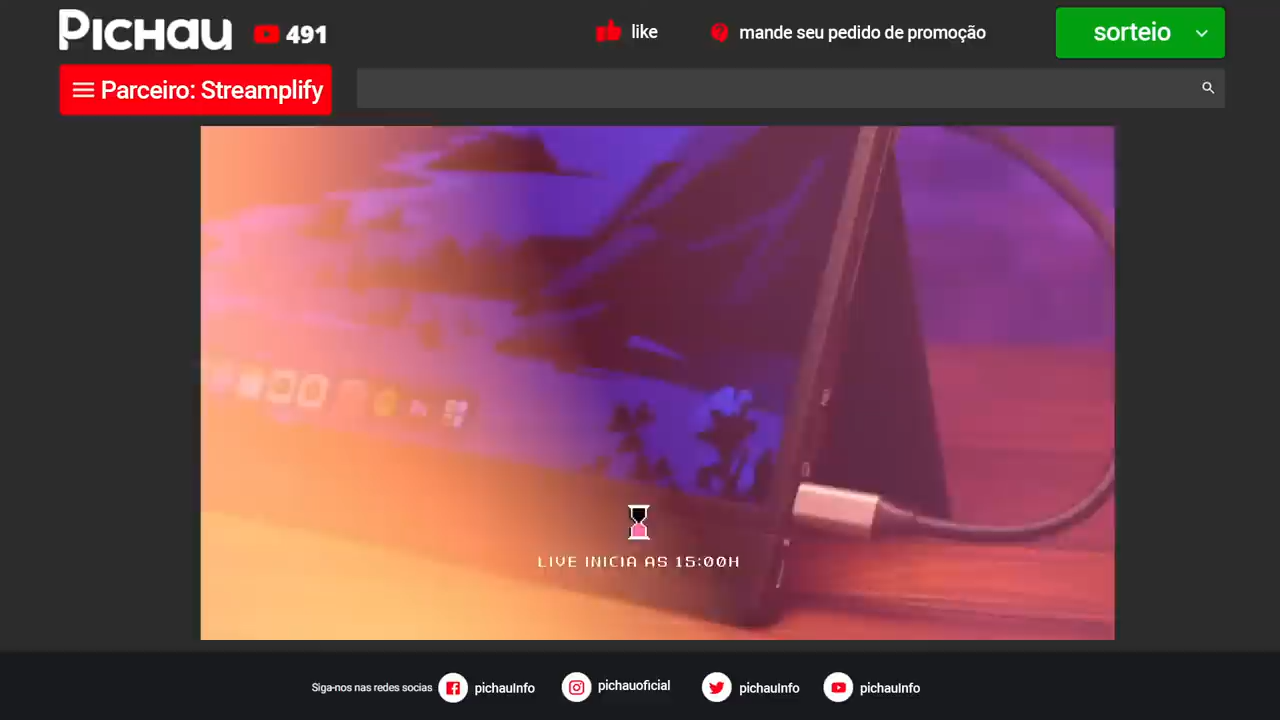 PICHAU
491
like
mande seu pedido de promoção
sorteio
Parceiro: Streamplify
LIVE INICIA AS 15:00H
Siga-nos nas redes socias
pichauInfo
pichauoficial
pichauInfo
pichauInfo